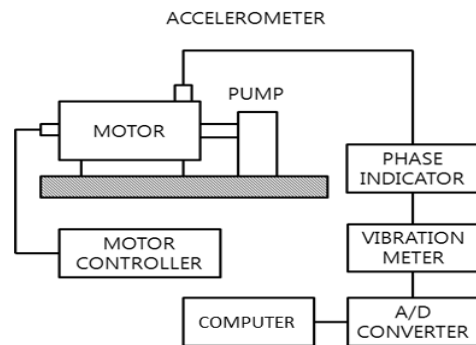 ACCELEROMETER
PUMP
MOTOR
PHASE
INDICATOR
MOTOR
CONTROLLER
VIBRATION
METER
COMPUTER
A/D
CONVERTER